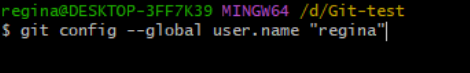 regina@DESKTOP-3FF7K39 MINGW64 /d/Git-test
$ git config --global user.name "regina"